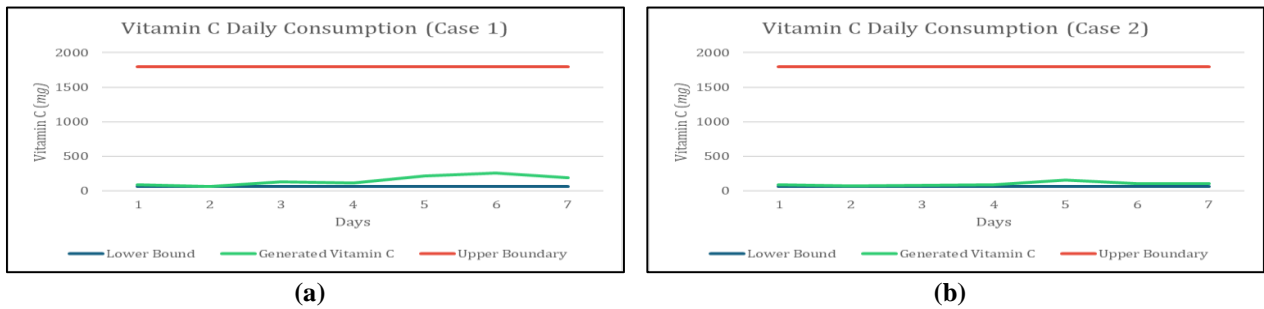 Vitamin C Daily Consumption (Case 1)
2000
1500
1000
500
0
Vitamin C (mg)
1 2 3 4 5 6 7
Days
Lower Bound Generated Vitamin C Upper Boundary
(a)
Vitamin C Daily Consumption (Case 2)
2000
1500
1000
500
0
Vitamin C (mg)
1 2 3 4 5 6 7
Days
Lower Bound Generated Vitamin C Upper Boundary
(b)